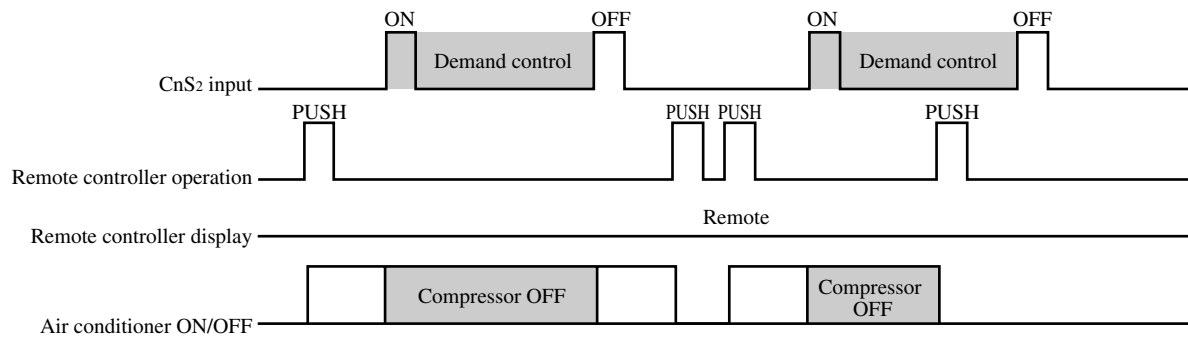 ON OFF ON OFF
Demand control Demand control
CnS2 input
PUSH PUSH PUSH PUSH
Remote controller operation
Remote
Remote controller display
Compressor OFF Compressor
OFF
Air conditioner ON/OFF